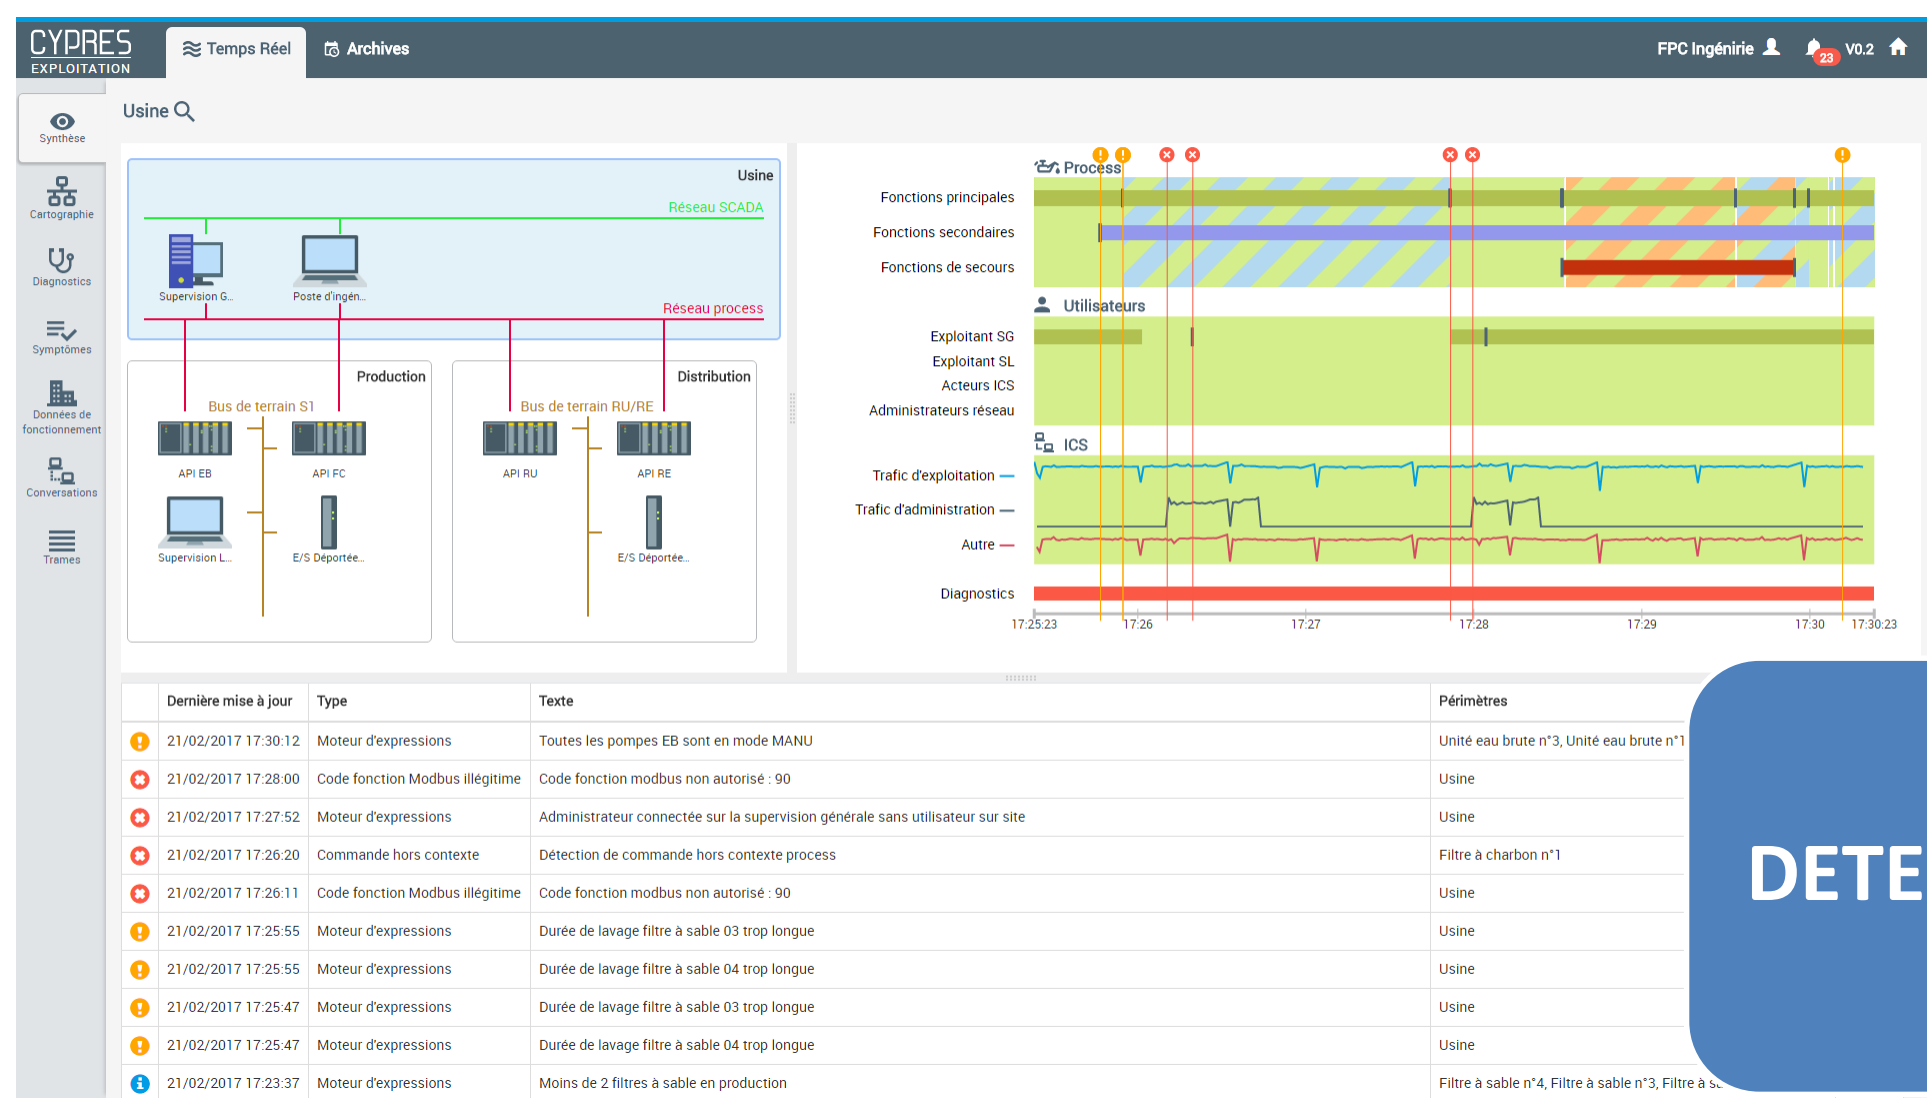 CYPRES
EXPLOITATION
Temps Réel
Archives
FPC Ingénirie
23
V0.2
Synthèse
Cartographie
Diagnostics
Symptômes
Données de
fonctionnement
Conversations
Trames
Usine
Usine
Réseau SCADA
Supervision G...
Poste d'ingén...
Réseau process
Production
Bus de terrain S1
API EB
API FC
Supervision L...
E/S Déportée...
Distribution
Bus de terrain RU/RE
API RU
API RE
E/S Déportée...
Process
Fonctions principales
Fonctions secondaires
Fonctions de secours
Utilisateurs
Exploitant SG
Exploitant SL
Acteurs ICS
Administrateurs réseau
ICS
Trafic d'exploitation
Trafic d'administration
Autre
Diagnostics
17:25:23 17:26 17:27 17:28 17:29 17:30 17:30:23
Dernière mise à jour Type Texte Périmètres
21/02/2017 17:30:12 Moteur d'expressions Toutes les pompes EB sont en mode MANU Unité eau brute n°3, Unité eau brute n°1
21/02/2017 17:28:00 Code fonction Modbus illégitime Code fonction modbus non autorisé : 90 Usine
21/02/2017 17:27:52 Moteur d'expressions Administrateur connectée sur la supervision générale sans utilisateur sur site Usine
21/02/2017 17:26:20 Commande hors contexte Détection de commande hors contexte process Filtre à charbon n°1
21/02/2017 17:26:11 Code fonction Modbus illégitime Code fonction modbus non autorisé : 90 Usine
21/02/2017 17:25:55 Moteur d'expressions Durée de lavage filtre à sable 03 trop longue Usine
21/02/2017 17:25:55 Moteur d'expressions Durée de lavage filtre à sable 04 trop longue Usine
21/02/2017 17:25:47 Moteur d'expressions Durée de lavage filtre à sable 03 trop longue Usine
21/02/2017 17:25:47 Moteur d'expressions Durée de lavage filtre à sable 04 trop longue Usine
21/02/2017 17:23:37 Moteur d'expressions Moins de 2 filtres à sable en production Filtre à sable n°4, Filtre à sable n°3, Filtre à
DETE